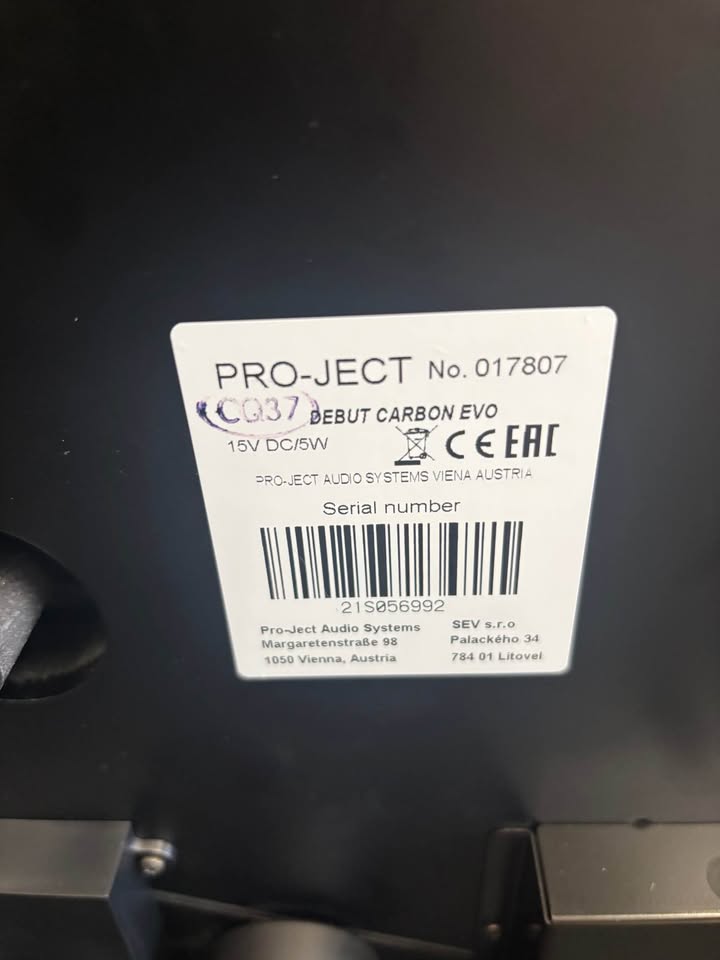 PRO-JECT No. 017807
CQ37 DEBUT CARBON EVO
15V DC/5W CE EAC
PRO-JECT AUDIO SYSTEMS VIENA AUSTRIA
Serial number
21S056992
Pro-Ject Audio Systems
Margaretenstraße 98
1050 Vienna, Austria
SEV s.r.o
Palackého 34
784 01 Litovel